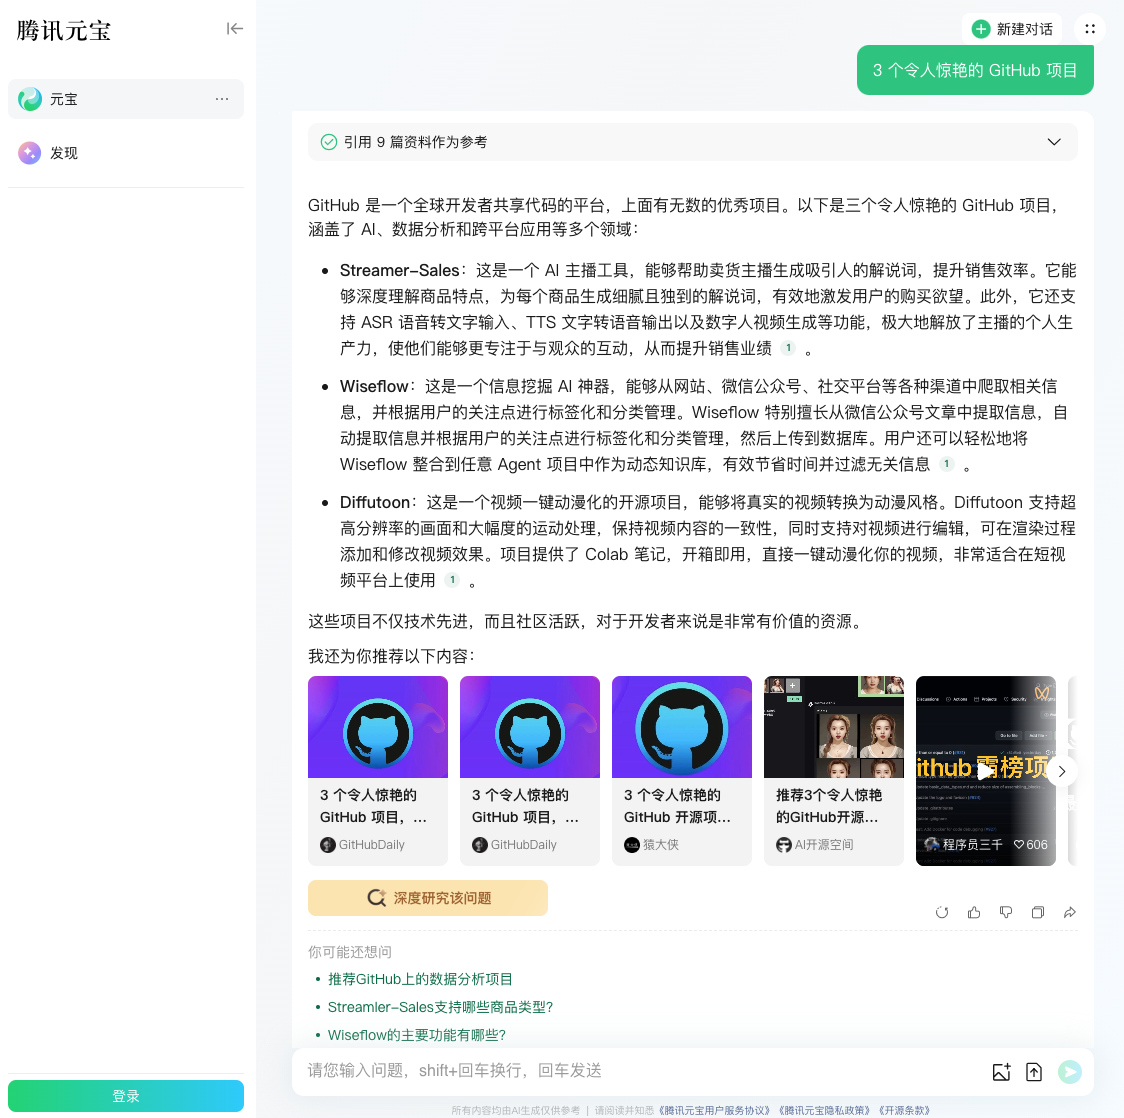 腾讯元宝
元宝
发现
登录
新建对话
3 个令人惊艳的 GitHub 项目
引用 9 篇资料作为参考
GitHub 是一个全球开发者共享代码的平台，上面有无数的优秀项目。以下是三个令人惊艳的 GitHub 项目，
涵盖了 AI、数据分析和跨平台应用等多个领域：
• Streamer-Sales：这是一个 AI 主播工具，能够帮助卖货主播生成吸引人的解说词，提升销售效率。它能
够深度理解商品特点，为每个商品生成细腻且独到的解说词，有效地激发用户的购买欲望。此外，它还支
持 ASR 语音转文字输入、TTS 文字转语音输出以及数字人视频生成等功能，极大地解放了主播的个人生
产力，使他们能够更专注于与观众的互动，从而提升销售业绩 1 。
• Wiseflow：这是一个信息挖掘 AI 神器，能够从网站、微信公众号、社交平台等各种渠道中爬取相关信
息，并根据用户的关注点进行标签化和分类管理。Wiseflow 特别擅长从微信公众号文章中提取信息，自
动提取信息并根据用户的关注点进行标签化和分类管理，然后上传到数据库。用户还可以轻松地将
Wiseflow 整合到任意 Agent 项目中作为动态知识库，有效节省时间并过滤无关信息 1 。
• Diffutoon：这是一个视频一键动漫化的开源项目，能够将真实的视频转换为动漫风格。Diffutoon 支持超
高分辨率的画面和大幅度的运动处理，保持视频内容的一致性，同时支持对视频进行编辑，可在渲染过程
添加和修改视频效果。项目提供了 Colab 笔记，开箱即用，直接一键动漫化你的视频，非常适合在短视
频平台上使用 1 。
这些项目不仅技术先进，而且社区活跃，对于开发者来说是非常有价值的资源。
我还为你推荐以下内容：
3 个令人惊艳的
GitHub 项目，...
GitHubDaily
3 个令人惊艳的
GitHub 项目，...
GitHubDaily
3 个令人惊艳的
GitHub 开源项...
猿大侠
推荐3个令人惊艳
的GitHub开源...
AI开源空间
Actions Projects Security
Go to file Add file
ithub 霸榜项
程序员三千 606
深度研究该问题
你可能还想问
• 推荐GitHub上的数据分析项目
• Streamler-Sales支持哪些商品类型?
• Wiseflow的主要功能有哪些?
请您输入问题，shift+回车换行，回车发送
所有内容均由AI生成仅供参考 | 请阅读并知悉《腾讯元宝用户服务协议》《腾讯元宝隐私政策》《开源条款》